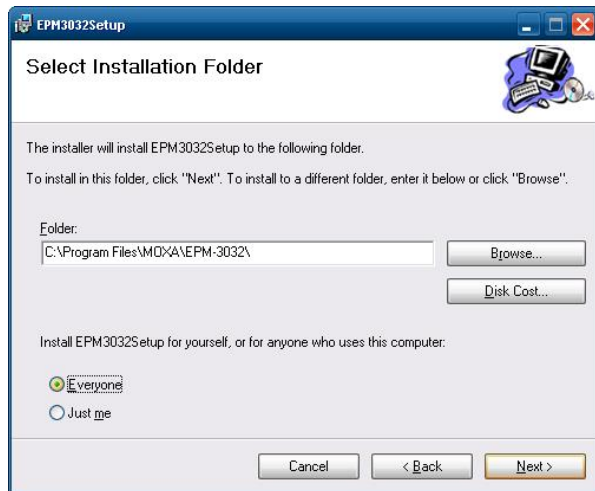 EPM3032Setup
Select Installation Folder
The installer will install EPM3032Setup to the following folder.
To install in this folder, click "Next". To install to a different folder, enter it below or click "Browse".
Folder:
C:\Program Files\MOXA\EPM-3032\
Browse...
Disk Cost...
Install EPM3032Setup for yourself, or for anyone who uses this computer:
Everyone
Just me
Cancel
< Back
Next >